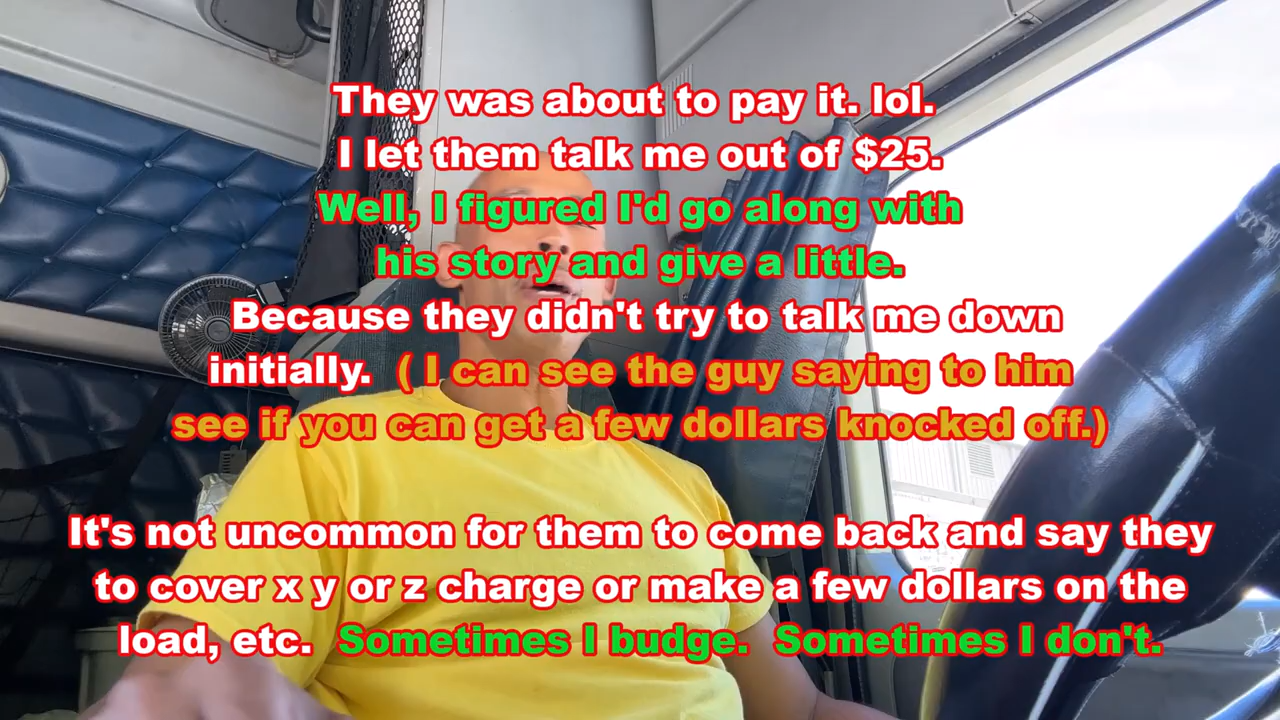 They was about to pay it. lol.
I let them talk me out of $25.
Well, I figured I'd go along with
his story and give a little.
Because they didn't try to talk me down
initially. ( I can see the guy saying to him
see if you can get a few dollars knocked off.)
It's not uncommon for them to come back and say they
to cover x y or z charge or make a few dollars on the
load, etc. Sometimes I budge. Sometimes I don't.